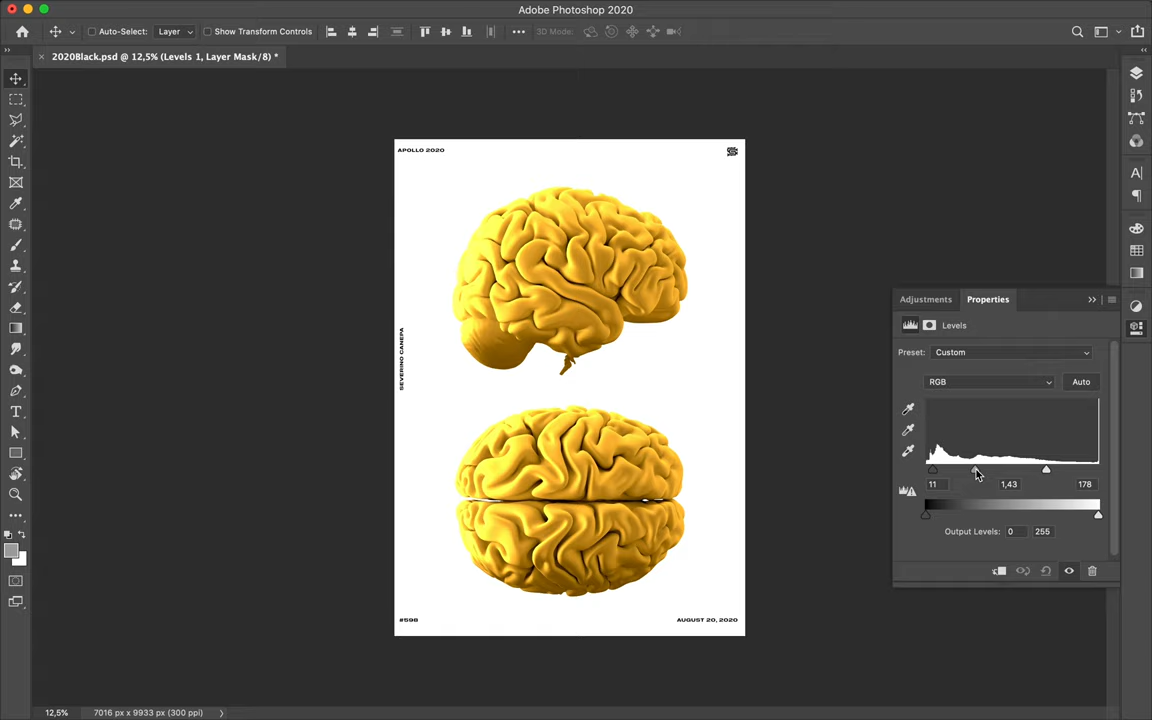 Adobe Photoshop 2020
Auto-Select: Layer Show Transform Controls 3D Mode:
2020Black.psd @ 12,5% (Levels 1, Layer Mask/8) *
APOLLO 2020
SEVERINO CANEPA
#598
AUGUST 20, 2020
Adjustments Properties
Levels
Preset: Custom
RGB Auto
11 1,43 178
Output Levels: 0 255
12,5% 7016 px x 9933 px (300 ppi)